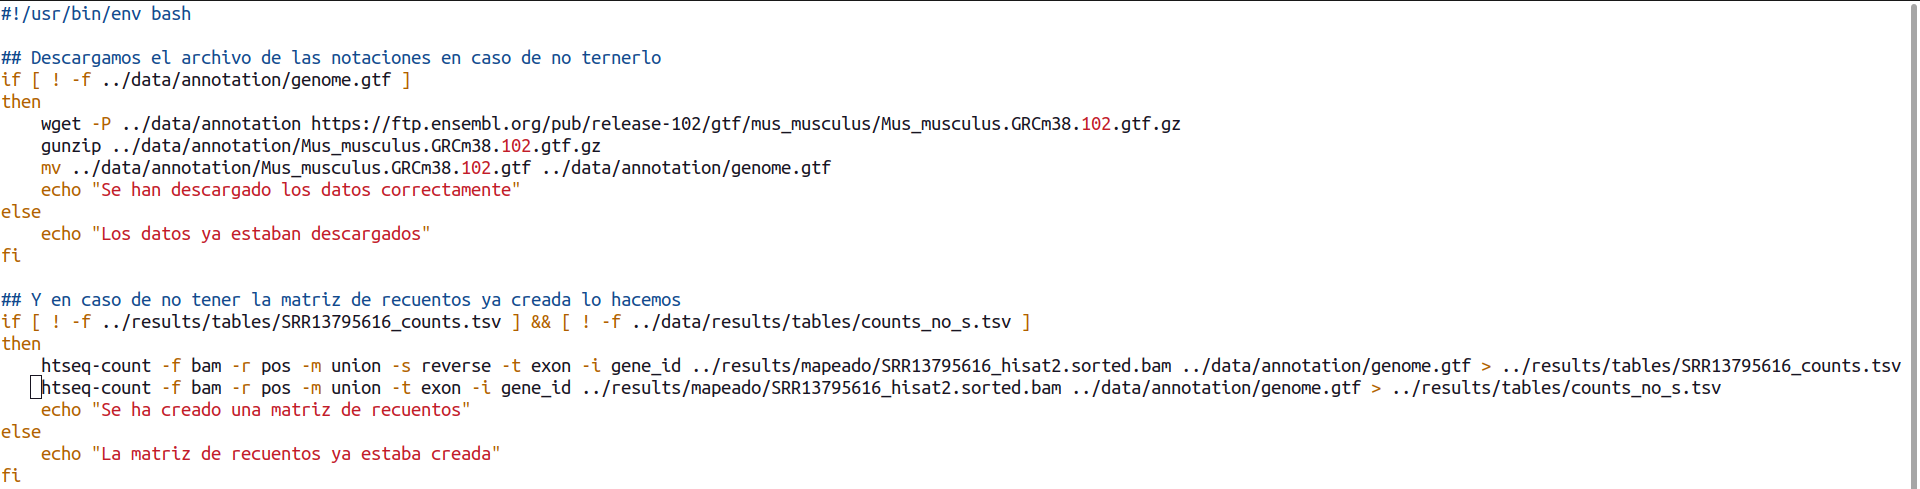 #!/usr/bin/env bash
## Descargamos el archivo de las notaciones en caso de no ternerlo
if [ ! -f ../data/annotation/genome.gtf ]
then
    wget -P ../data/annotation https://ftp.ensembl.org/pub/release-102/gtf/mus_musculus/Mus_musculus.GRCm38.102.gtf.gz
    gunzip ../data/annotation/Mus_musculus.GRCm38.102.gtf.gz
    mv ../data/annotation/Mus_musculus.GRCm38.102.gtf ../data/annotation/genome.gtf
    echo "Se han descargado los datos correctamente"
else
    echo "Los datos ya estaban descargados"
fi
## Y en caso de no tener la matriz de recuentos ya creada lo hacemos
if [ ! -f ../results/tables/SRR13795616_counts.tsv ] && [ ! -f ../data/results/tables/counts_no_s.tsv ]
then
    htseq-count -f bam -r pos -m union -s reverse -t exon -i gene_id ../results/mapeado/SRR13795616_hisat2.sorted.bam ../data/annotation/genome.gtf > ../results/tables/SRR13795616_counts.tsv
    htseq-count -f bam -r pos -m union -t exon -i gene_id ../results/mapeado/SRR13795616_hisat2.sorted.bam ../data/annotation/genome.gtf > ../results/tables/counts_no_s.tsv
    echo "Se ha creado una matriz de recuentos"
else
    echo "La matriz de recuentos ya estaba creada"
fi